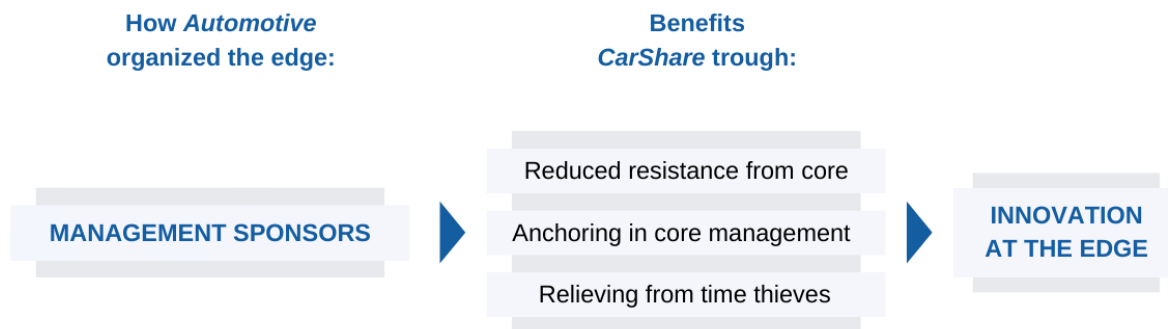 How Automotive
organized the edge:
Benefits
CarShare trough:
MANAGEMENT SPONSORS
Reduced resistance from core
Anchoring in core management
Relieving from time thieves
INNOVATION
AT THE EDGE